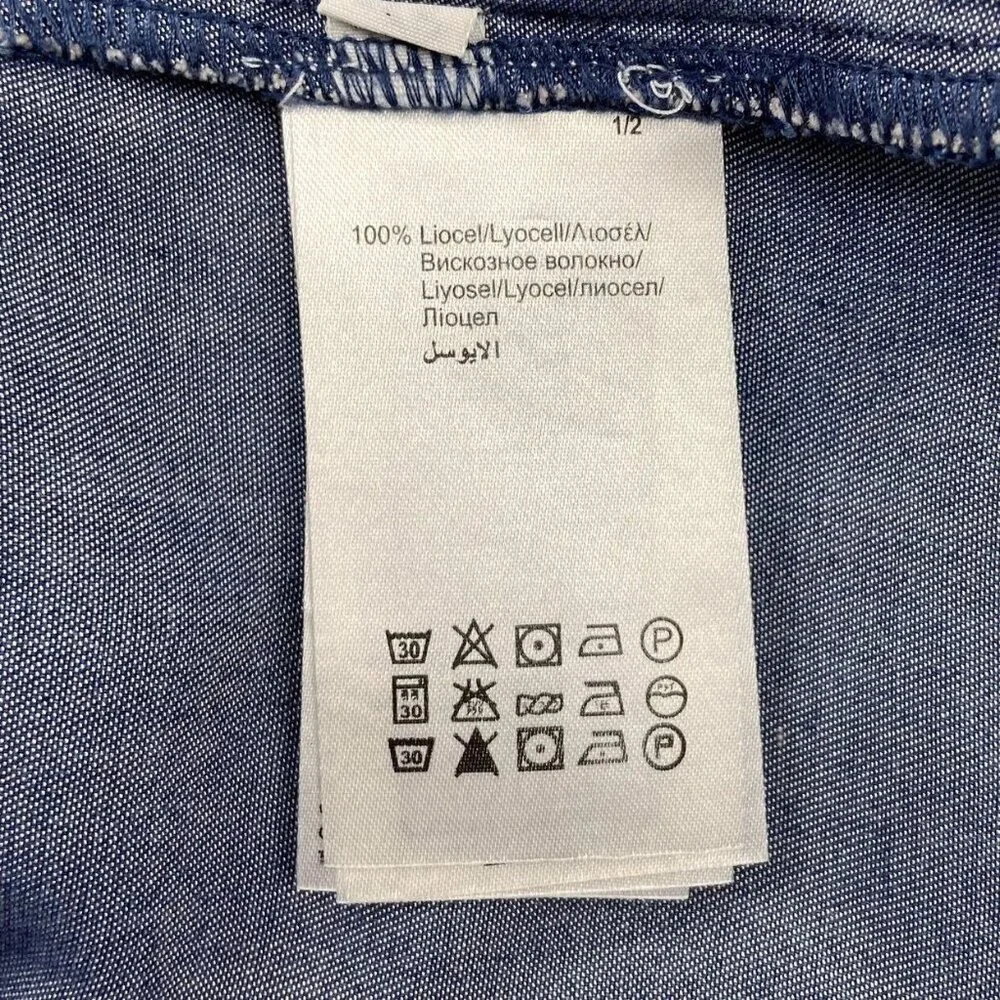 1/2
100% Liocel/Lyocell/Λιοσέλ/
Вискозное волокно/
Liyosel/Lyocel/лиосел/
Ліоцел
الايوسل
30 P
30
30 P